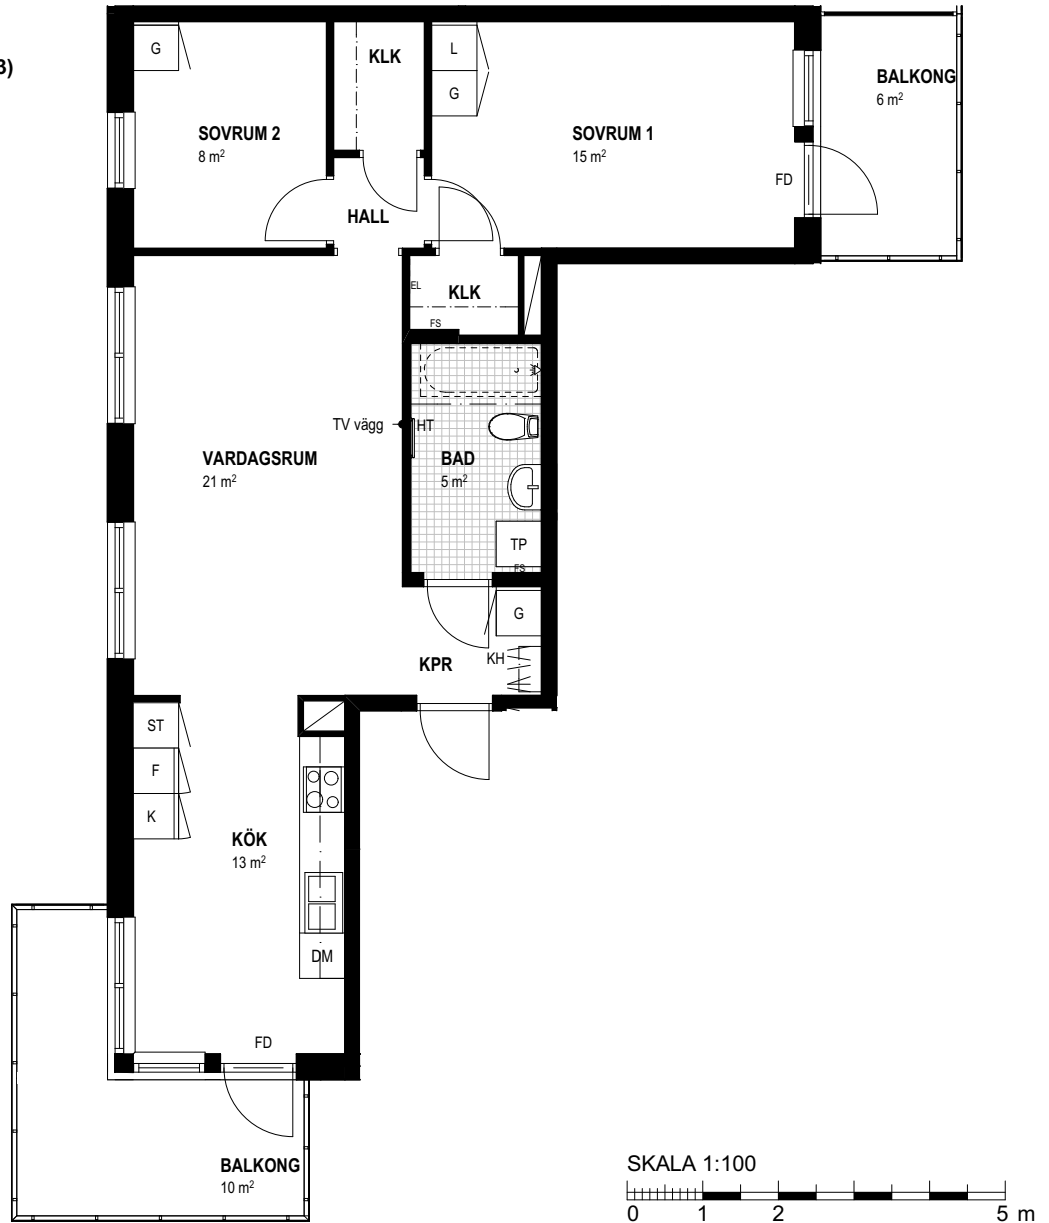 3)
G
KLK
L
G
BALKONG
6 m²
SOVRUM 2
8 m²
SOVRUM 1
15 m²
FD
HALL
EL
KLK
FS
TV vägg
HT
VARDAGSRUM
21 m²
BAD
5 m²
TP
FS
G
KPR
KH
ST
F
K
KÖK
13 m²
DM
FD
BALKONG
10 m²
SKALA 1:100
0 1 2 5 m